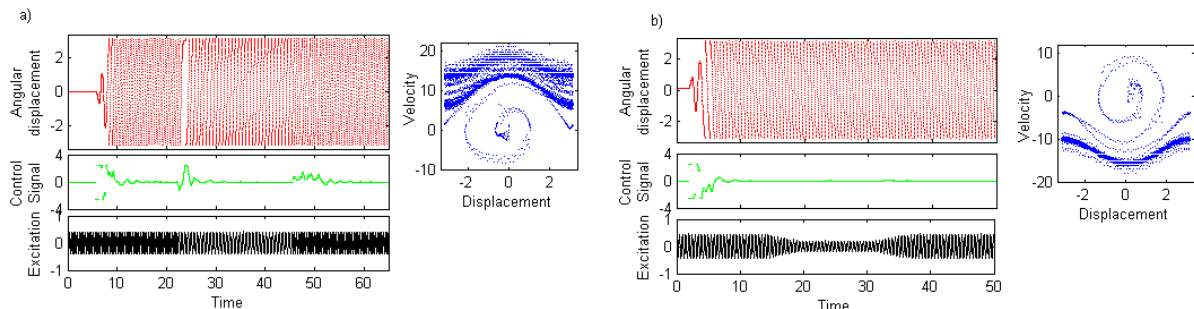 a)
Angular
displacement
2
0
-2
Control
Signal
4
0
-4
Excitation
1
0
-1
0 10 20 30 40 50 60
Time
Velocity
20
10
0
-10
-2 0 2
Displacement
b)
Angular
displacement
2
0
-2
Control
Signal
4
0
-4
Excitation
1
0
-1
0 10 20 30 40 50
Time
Velocity
10
0
-10
-20
-2 0 2
Displacement